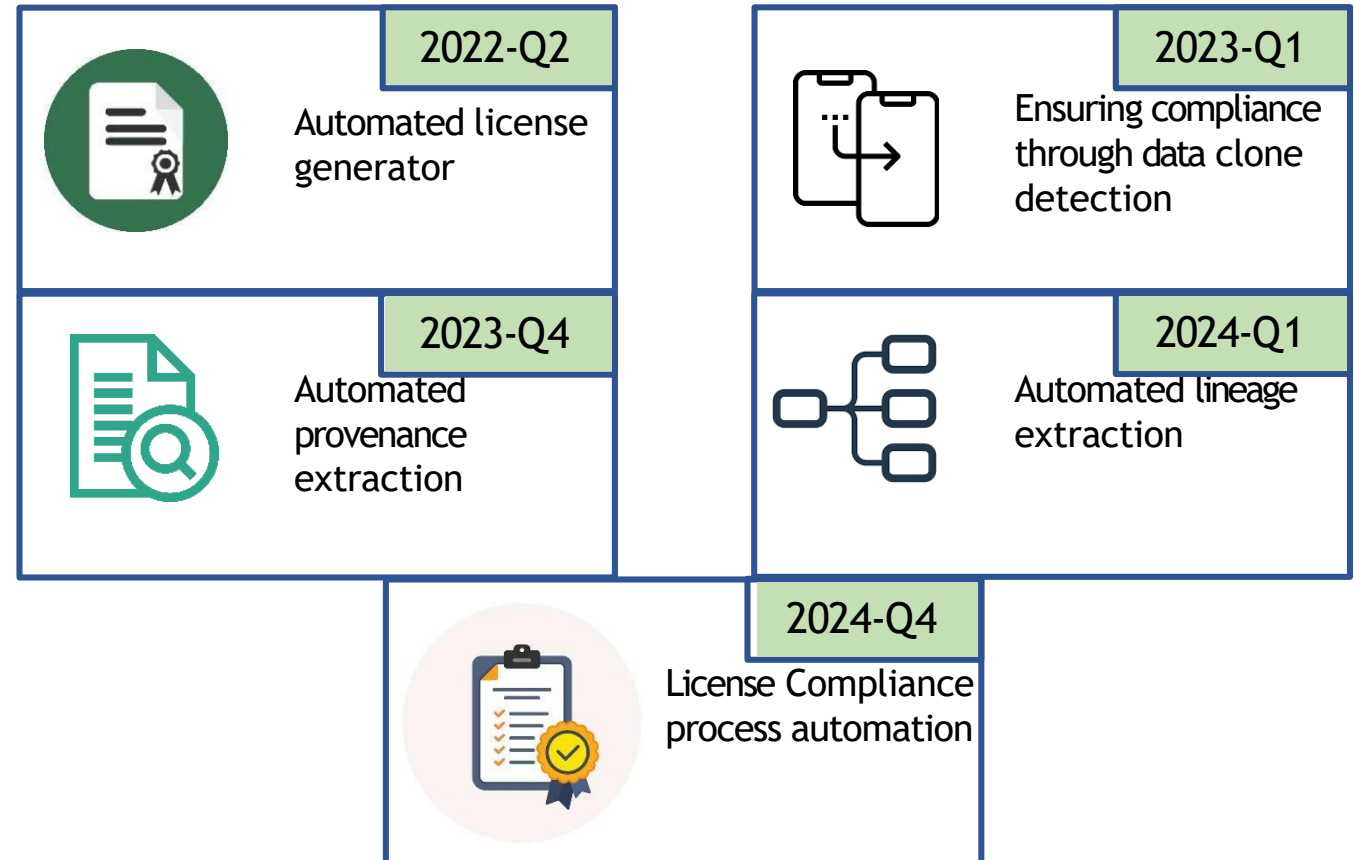 2022-Q2
Automated license
generator
2023-Q1
Ensuring compliance
through data clone
detection
2023-Q4
Automated
provenance
extraction
2024-Q1
Automated lineage
extraction
2024-Q4
License Compliance
process automation